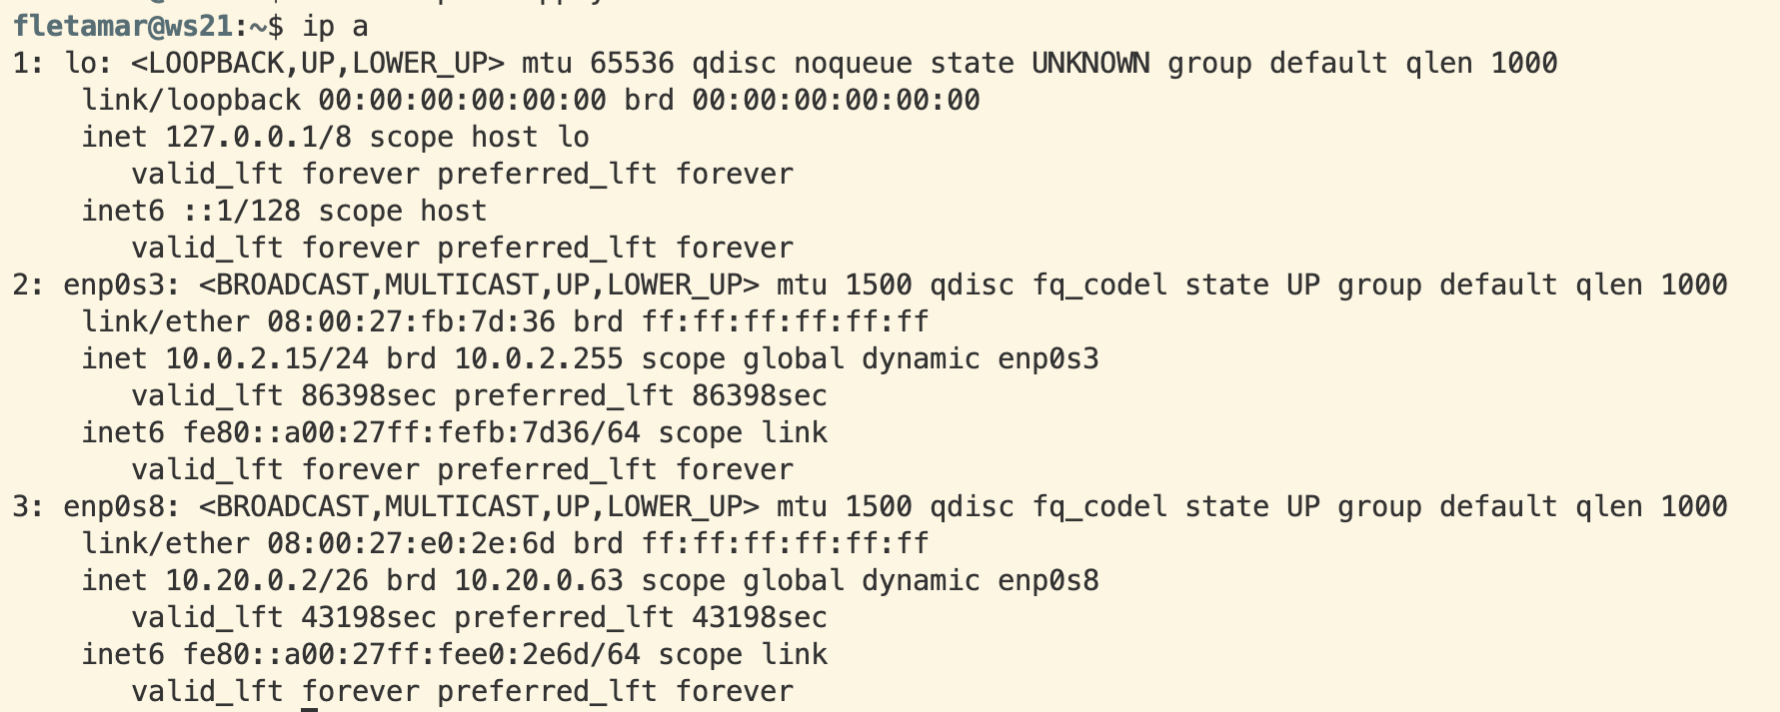 fletamar@ws21:~$ ip a
1: lo: <LOOPBACK,UP,LOWER_UP> mtu 65536 qdisc noqueue state UNKNOWN group default qlen 1000
    link/loopback 00:00:00:00:00:00 brd 00:00:00:00:00:00
    inet 127.0.0.1/8 scope host lo
       valid_lft forever preferred_lft forever
    inet6 ::1/128 scope host
       valid_lft forever preferred_lft forever
2: enp0s3: <BROADCAST,MULTICAST,UP,LOWER_UP> mtu 1500 qdisc fq_codel state UP group default qlen 1000
    link/ether 08:00:27:fb:7d:36 brd ff:ff:ff:ff:ff:ff
    inet 10.0.2.15/24 brd 10.0.2.255 scope global dynamic enp0s3
       valid_lft 86398sec preferred_lft 86398sec
    inet6 fe80::a00:27ff:fefb:7d36/64 scope link
       valid_lft forever preferred_lft forever
3: enp0s8: <BROADCAST,MULTICAST,UP,LOWER_UP> mtu 1500 qdisc fq_codel state UP group default qlen 1000
    link/ether 08:00:27:e0:2e:6d brd ff:ff:ff:ff:ff:ff
    inet 10.20.0.2/26 brd 10.20.0.63 scope global dynamic enp0s8
       valid_lft 43198sec preferred_lft 43198sec
    inet6 fe80::a00:27ff:fee0:2e6d/64 scope link
       valid_lft forever preferred_lft forever